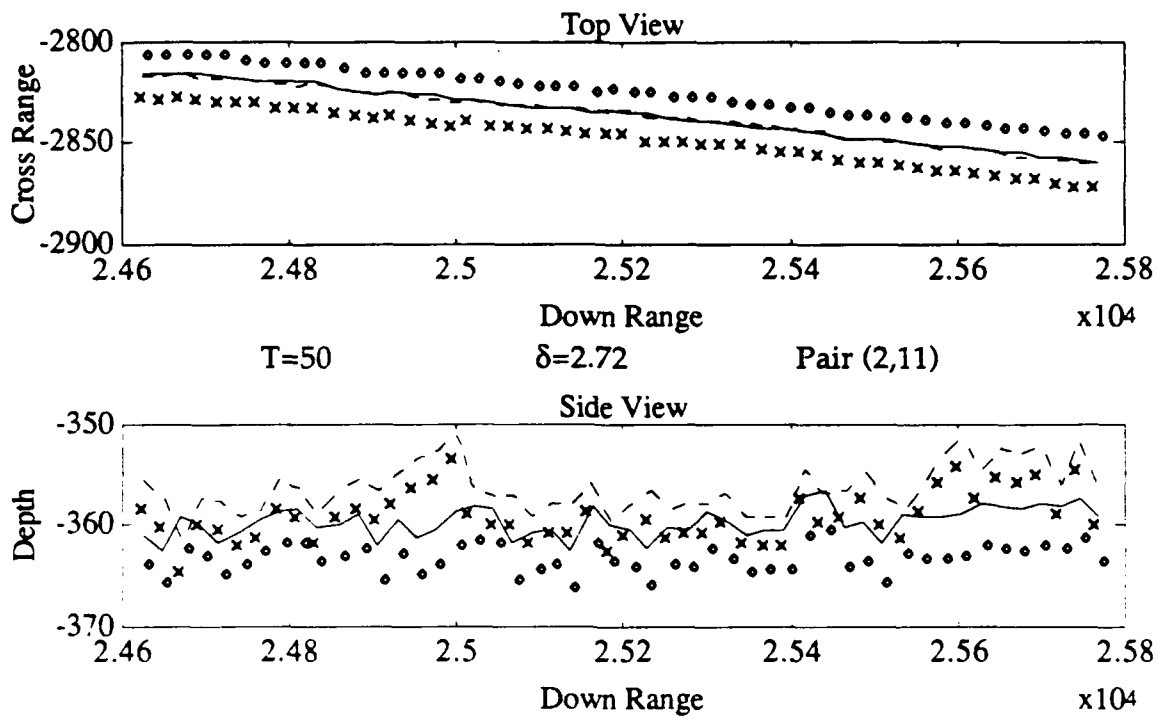 Top View
-2800
-2850
-2900
Cross Range
2.46 2.48 2.5 2.52 2.54 2.56 2.58
Down Range x104
T=50 δ=2.72 Pair (2,11)
Side View
-350
-360
-370
Depth
2.46 2.48 2.5 2.52 2.54 2.56 2.58
Down Range x104